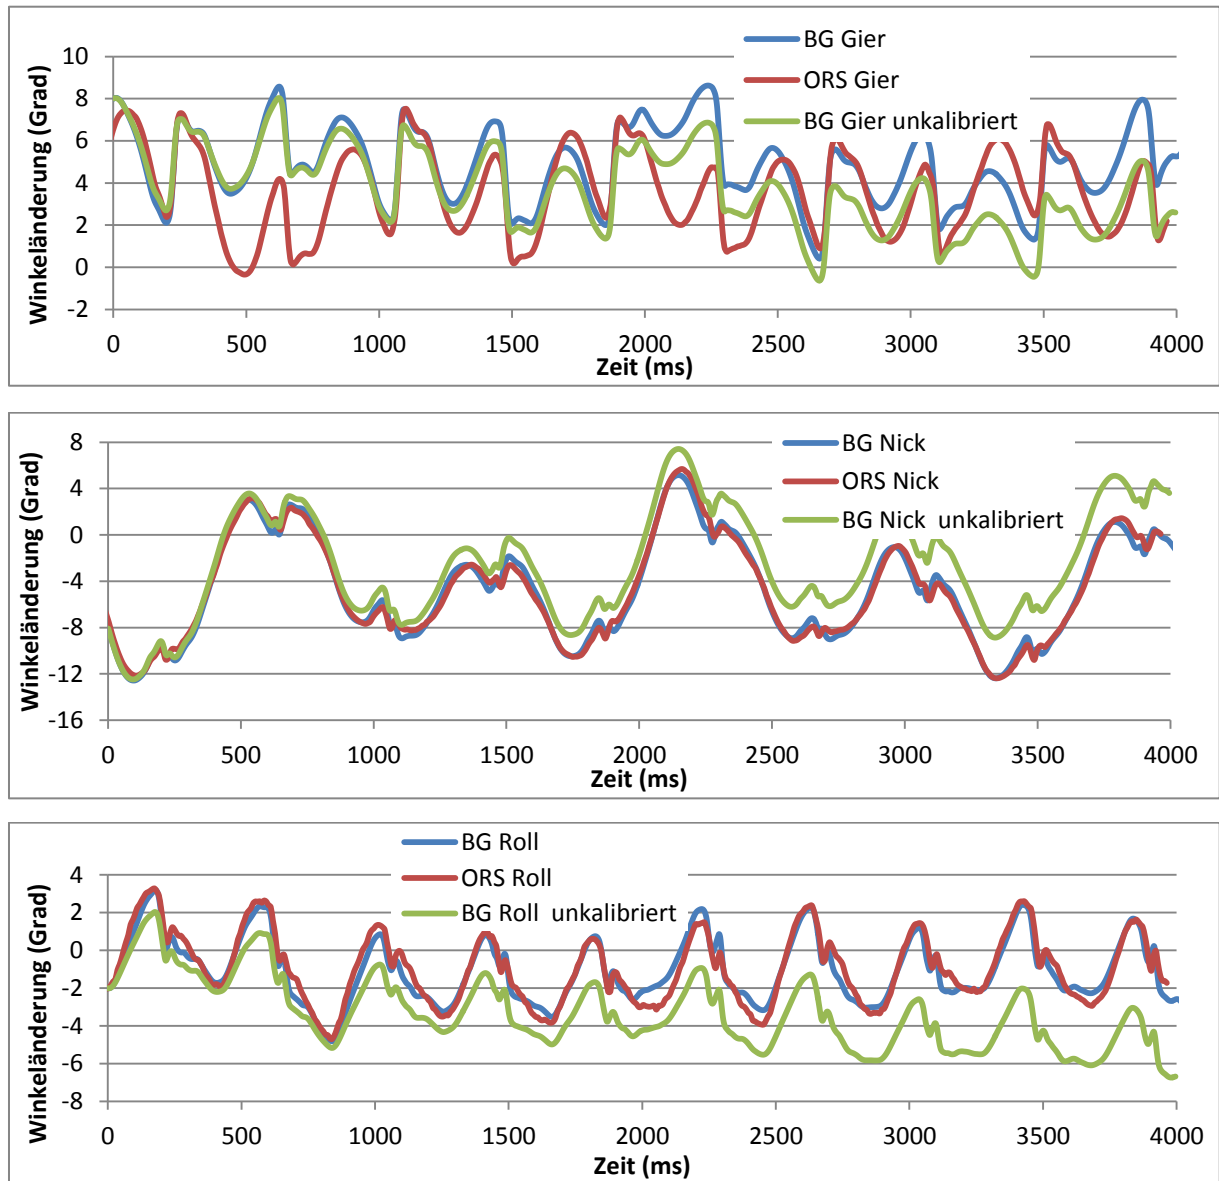 BG Gier
ORS Gier
BG Gier unkalibriert
Winkeländerung (Grad)
10
8
6
4
2
0
-2
0 500 1000 1500 2000 2500 3000 3500 4000
Zeit (ms)
BG Nick
ORS Nick
BG Nick unkalibriert
Winkeländerung (Grad)
8
4
0
-4
-8
-12
-16
0 500 1000 1500 2000 2500 3000 3500 4000
Zeit (ms)
BG Roll
ORS Roll
BG Roll unkalibriert
Winkeländerung (Grad)
4
2
0
-2
-4
-6
-8
0 500 1000 1500 2000 2500 3000 3500 4000
Zeit (ms)